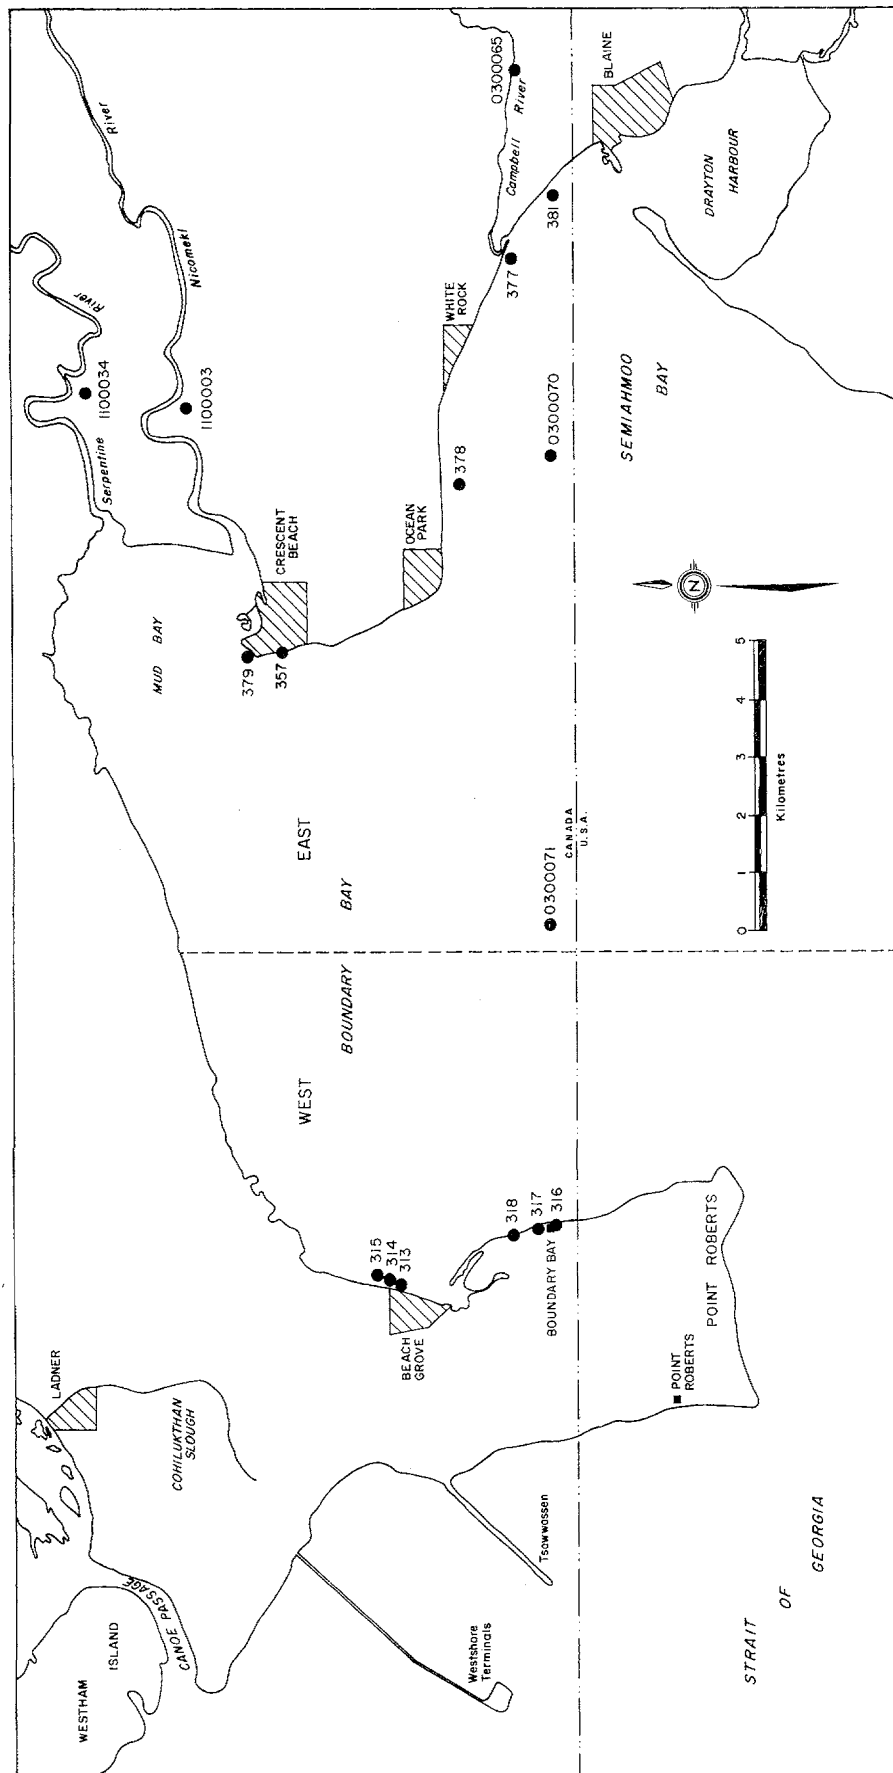 WESTHAM
ISLAND
CANOE PASSAGE
LADNER
COHILUKTHAN
SLOUGH
Westshore
Terminals
Tsawwassen
BEACH
GROVE
315
314
313
318
317
316
BOUNDARY BAY
POINT
ROBERTS
POINT ROBERTS
STRAIT
OF
GEORGIA
WEST
EAST
BOUNDARY
BAY
MUD BAY
379
357
CRESCENT
BEACH
Serpentine
River
1100034
1100003
Nicomekl
River
OCEAN
PARK
378
WHITE
ROCK
377
381
Campbell
River
0300065
0300070
0300071
CANADA
U.S.A.
SEMIAHMOO
BAY
BLAINE
DRAYTON
HARBOUR
N
0 1 2 3 4 5
Kilometres